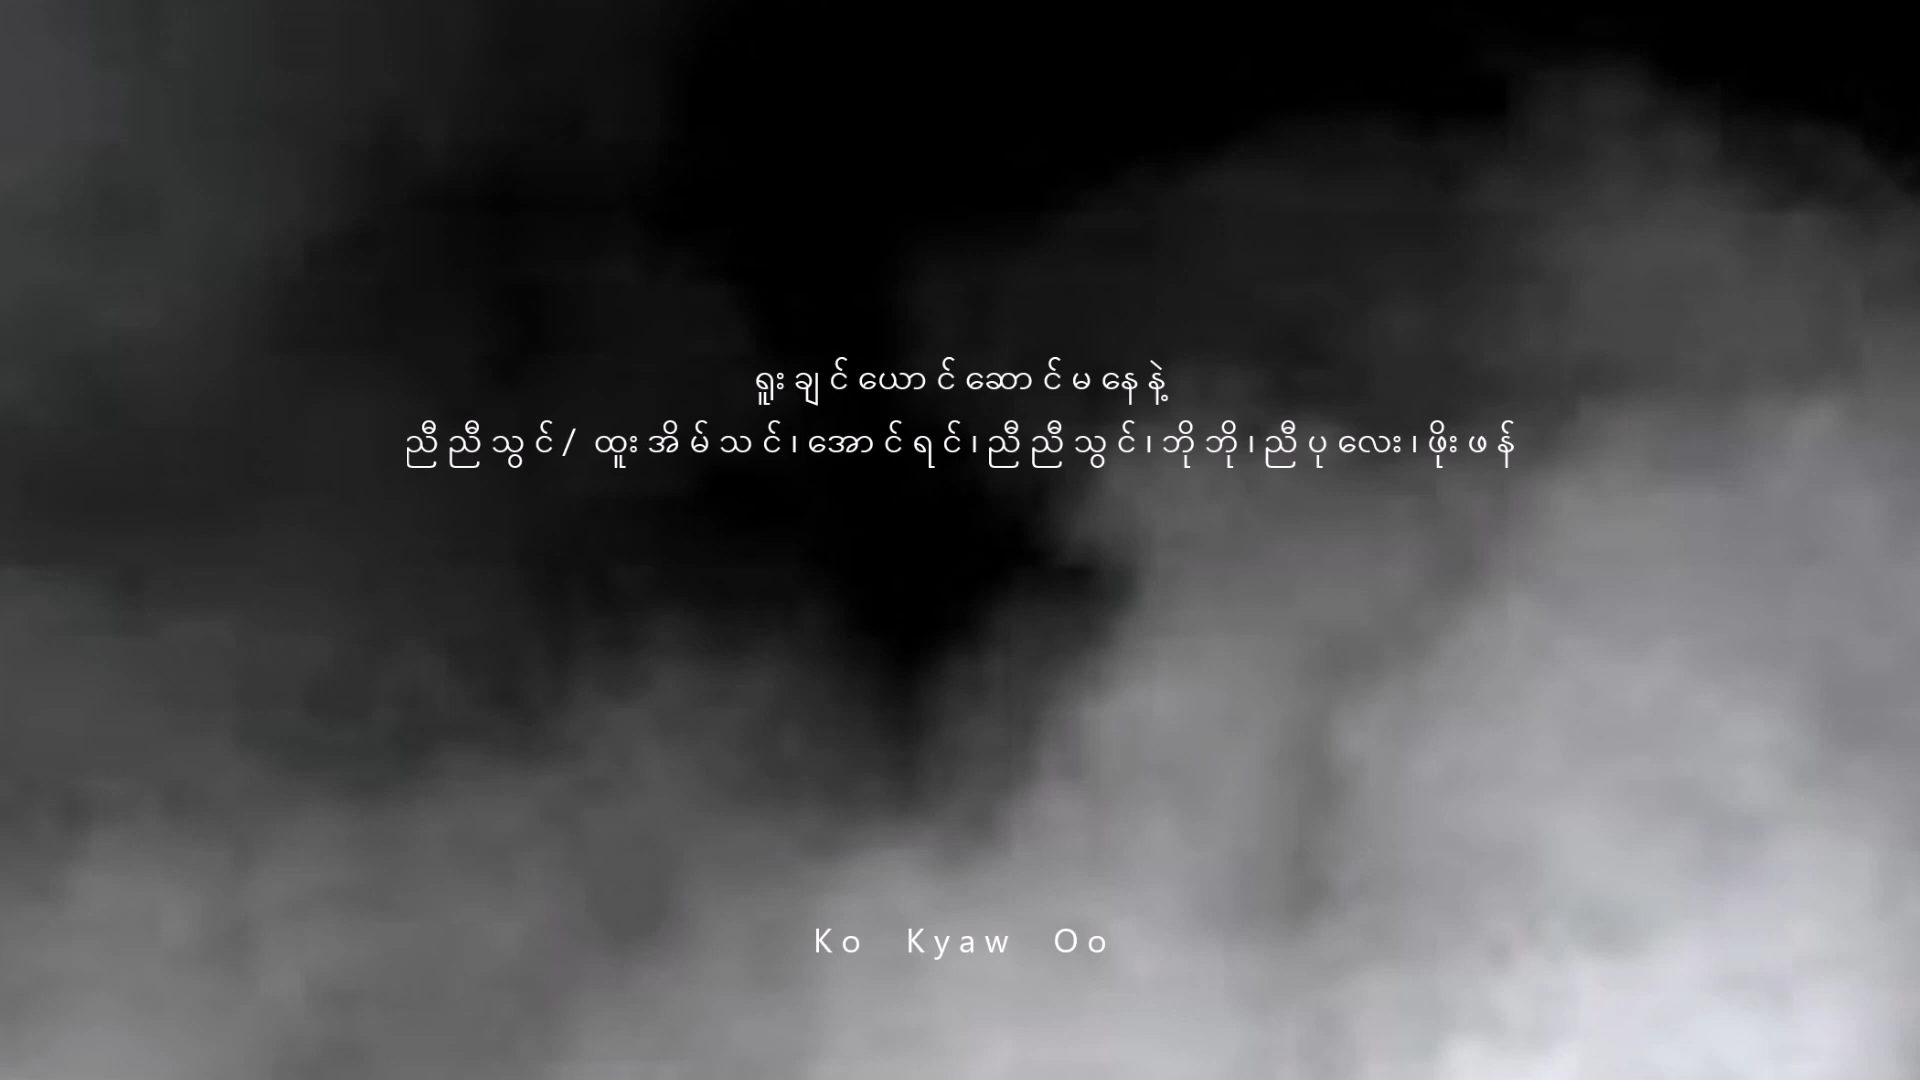 ရူးချင်ယောင်ဆောင်မနေနဲ့
ညီညီသွင်/ ထူးအိမ်သင်၊အောင်ရင်၊ညီညီသွင်၊ဘိုဘို၊ညီပုလေး၊ဖိုးဖန်
Ko Kyaw Oo